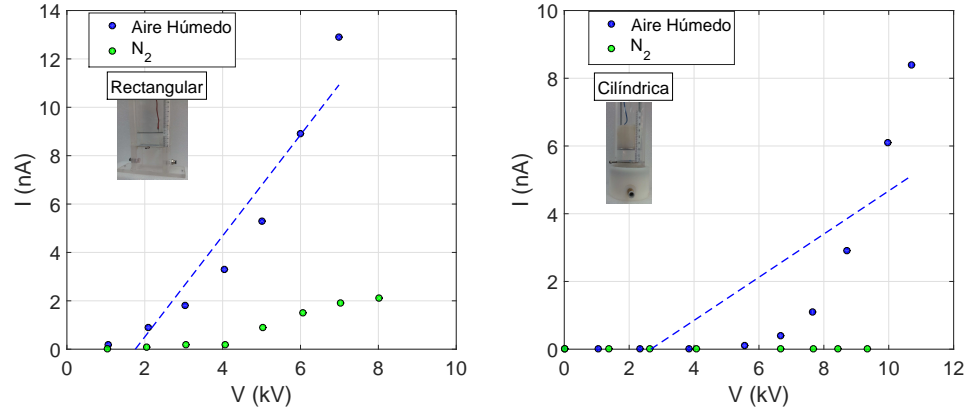 Aire Húmedo
N2
Rectangular
I (nA)
14
12
10
8
6
4
2
0
0 2 4 6 8 10
V (kV)
Aire Húmedo
N2
Cilíndrica
I (nA)
10
8
6
4
2
0
0 2 4 6 8 10 12
V (kV)